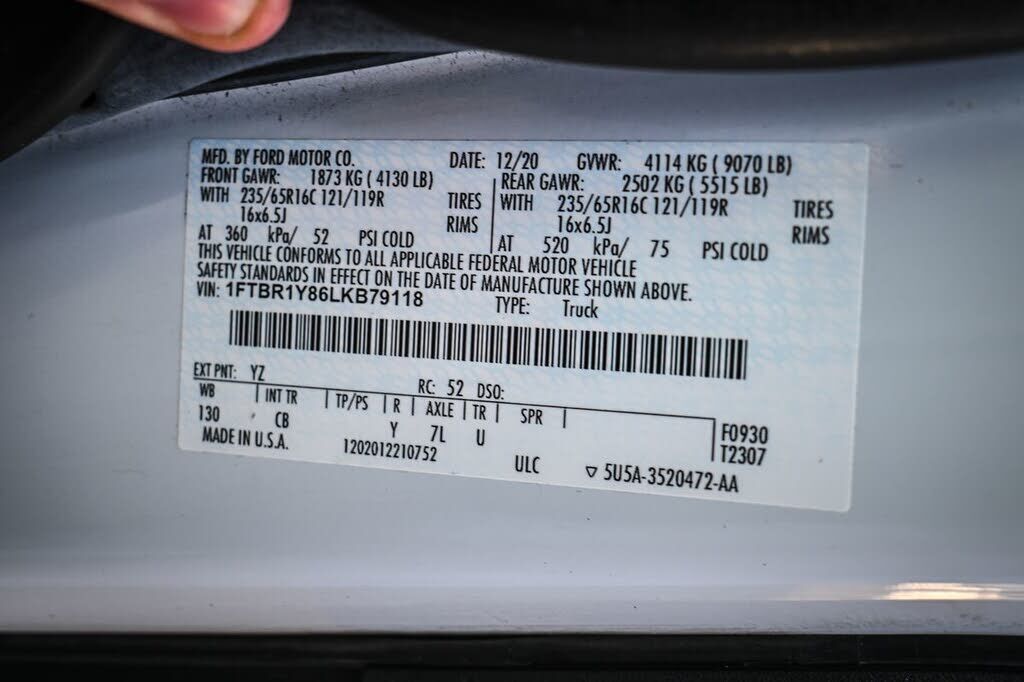 MFD. BY FORD MOTOR CO. DATE: 12/20 GVWR: 4114 KG ( 9070 LB)
FRONT GAWR: 1873 KG ( 4130 LB) REAR GAWR: 2502 KG ( 5515 LB)
WITH 235/65R16C 121/119R TIRES WITH 235/65R16C 121/119R TIRES
16x6.5J RIMS 16x6.5J RIMS
AT 360 kPa/ 52 PSI COLD AT 520 kPa/ 75 PSI COLD
THIS VEHICLE CONFORMS TO ALL APPLICABLE FEDERAL MOTOR VEHICLE
SAFETY STANDARDS IN EFFECT ON THE DATE OF MANUFACTURE SHOWN ABOVE.
VIN: 1FTBR1Y86LKB79118 TYPE: Truck
EXT PNT: YZ RC: 52 DSO:
WB INT TR TP/PS R AXLE TR SPR
130 CB Y 7L U F0930
MADE IN U.S.A. 1202012210752 T2307
ULC ▽ 5U5A-3520472-AA